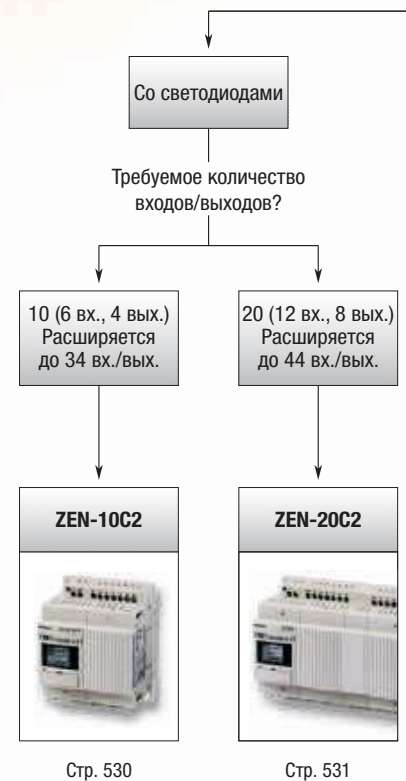 Со светодиодами
Требуемое количество
входов/выходов?
10 (6 вх., 4 вых.)
Расширяется
до 34 вх./вых.
20 (12 вх., 8 вых.)
Расширяется
до 44 вх./вых.
ZEN-10C2
ZEN-20C2
Стр. 530
Стр. 531